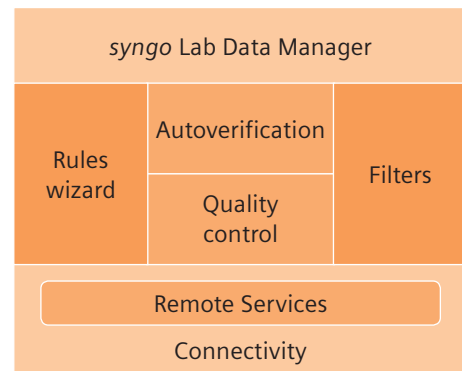 syngo Lab Data Manager
Rules
wizard
Autoverification
Quality
control
Filters
Remote Services
Connectivity